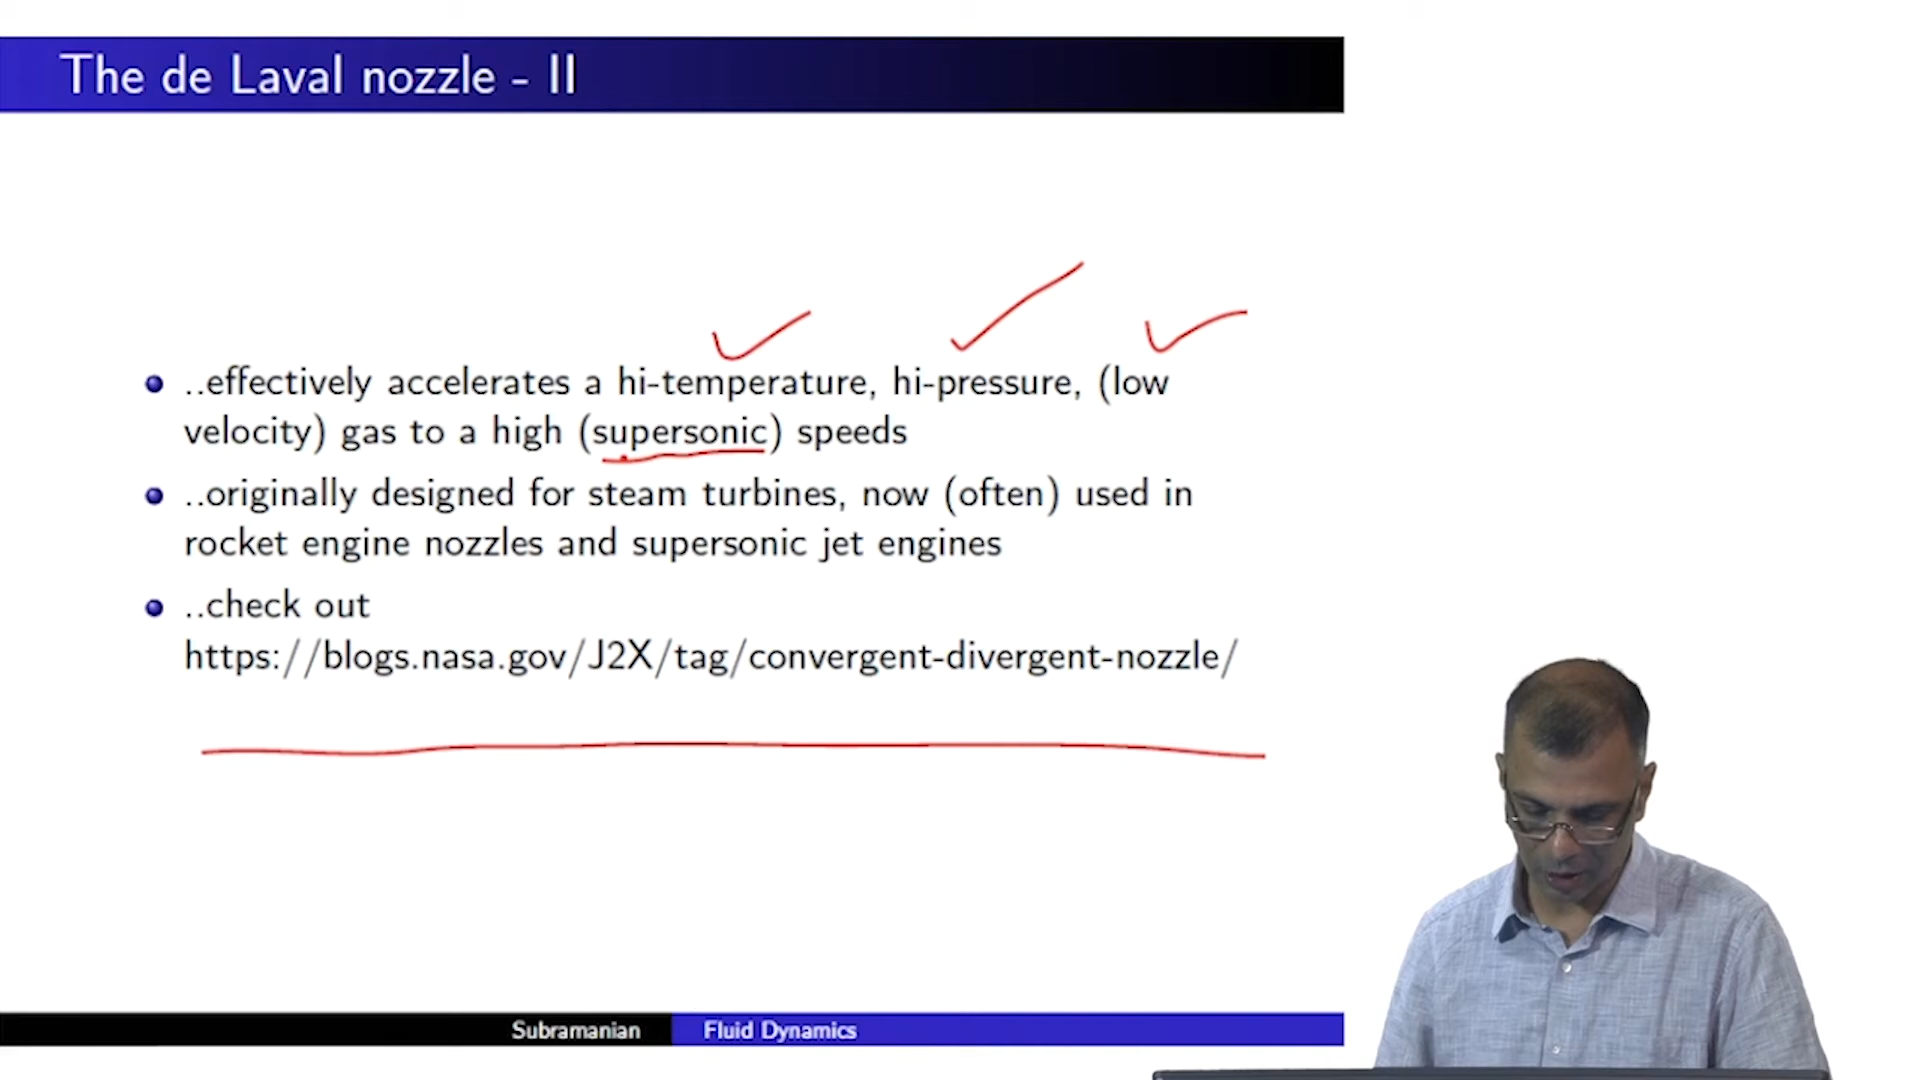 The de Laval nozzle - II
..effectively accelerates a hi-temperature, hi-pressure, (low
velocity) gas to a high (supersonic) speeds
..originally designed for steam turbines, now (often) used in
rocket engine nozzles and supersonic jet engines
..check out
https://blogs.nasa.gov/J2X/tag/convergent-divergent-nozzle/
Subramanian Fluid Dynamics